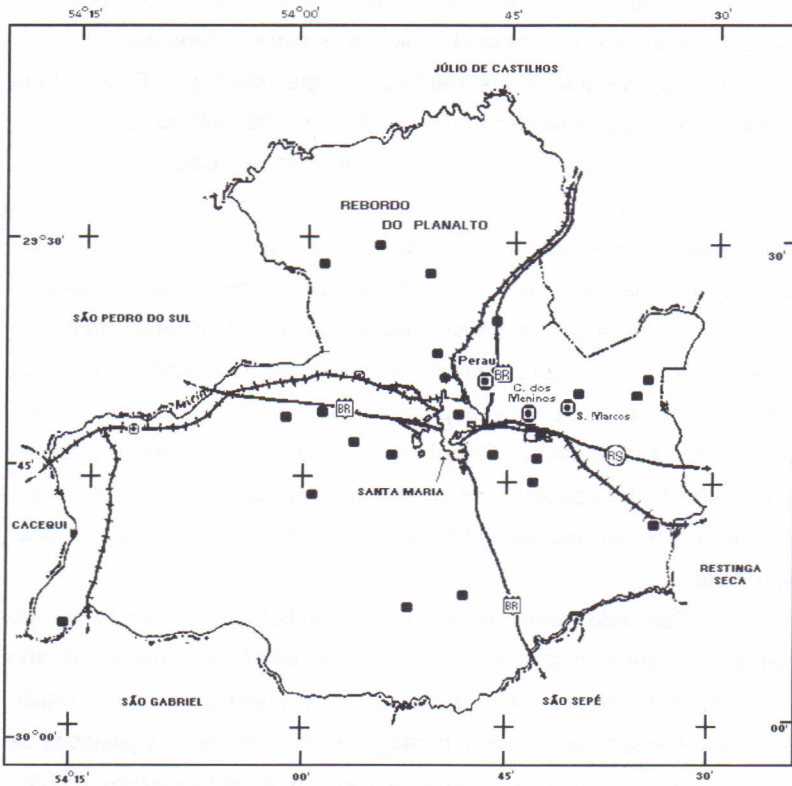 54°15' 54°00' 45' 30'
JÚLIO DE CASTILHOS
REBORDO
DO PLANALTO
29°30' 30'
SÃO PEDRO DO SUL
Perau
BR
C. dos
Meninos
S. Marcos
BR
RS
45'
SANTA MARIA
CACEQUI
RESTINGA
SECA
BR
SÃO GABRIEL
SÃO SEPÉ
30°00' 00'
54°15' 00' 45' 30'